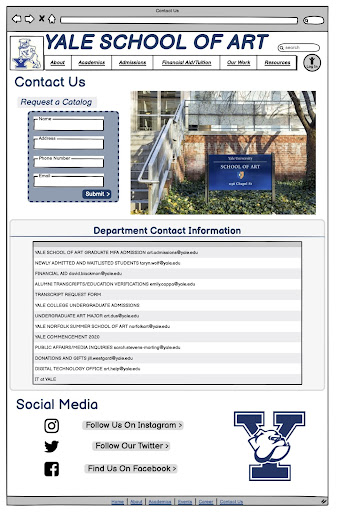 Contact Us
YALE SCHOOL OF ART
search
About Academics Admissions Financial Aid/Tuition Our Work Resources
Log In
Contact Us
Request a Catalog
Name
Address
Phone Number
Email
Submit >
Yale University
SCHOOL OF ART
1156 Chapel St
Department Contact Information
YALE SCHOOL OF ART GRADUATE MFA ADMISSION art.admissions@yale.edu
NEWLY ADMITTED AND WAITLISTED STUDENTS taryn.wolf@yale.edu
FINANCIAL AID david.blackman@yale.edu
ALUMNI TRANSCRIPTS/EDUCATION VERIFICATIONS emily.cappa@yale.edu
TRANSCRIPT REQUEST FORM
YALE COLLEGE UNDERGRADUATE ADMISSIONS
UNDERGRADUATE ART MAJOR art.dus@yale.edu
YALE NORFOLK SUMMER SCHOOL OF ART norfolkart@yale.edu
YALE COMMENCEMENT 2020
PUBLIC AFFAIRS/MEDIA INQUIRIES sarah.stevens-morling@yale.edu
DONATIONS AND GIFTS jil.westgard@yale.edu
DIGITAL TECHNOLOGY OFFICE art.help@yale.edu
IT at YALE
Social Media
Follow Us On Instagram >
Follow Our Twitter >
Find Us On Facebook >
Y
Home | About | Academics | Events | Career | Contact Us